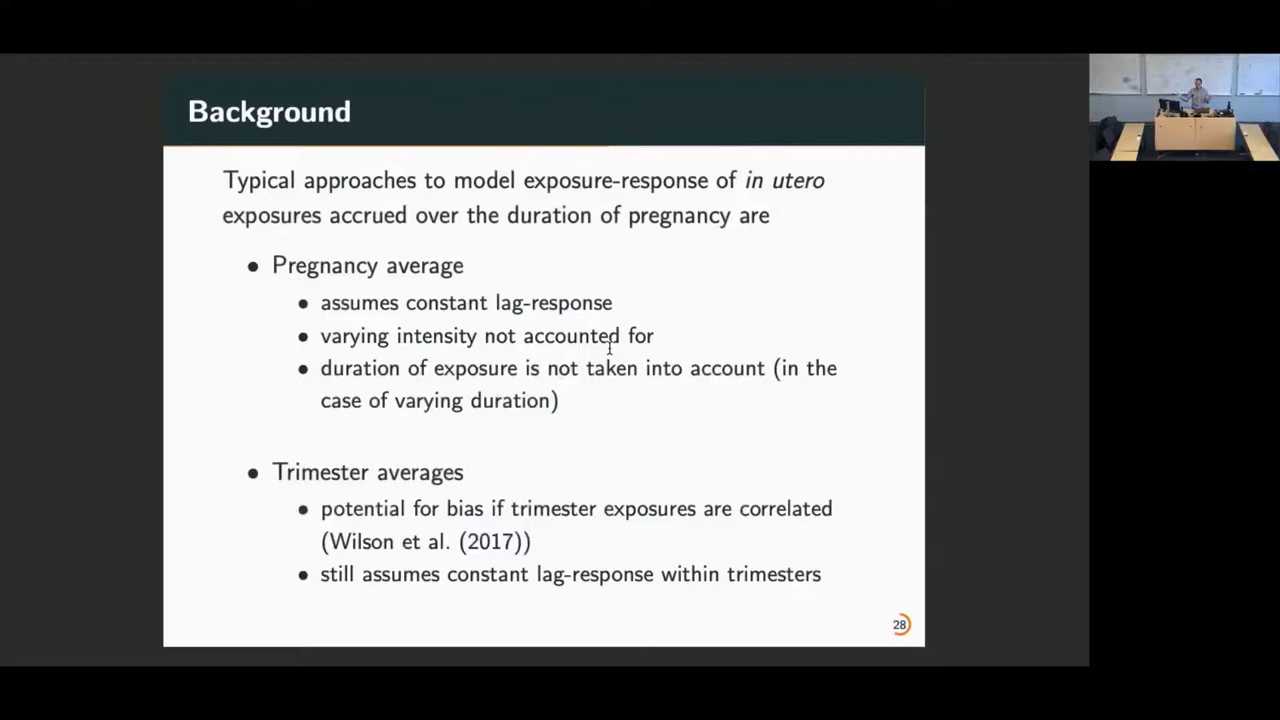 Background
Typical approaches to model exposure-response of in utero
exposures accrued over the duration of pregnancy are
• Pregnancy average
• assumes constant lag-response
• varying intensity not accounted for
• duration of exposure is not taken into account (in the
case of varying duration)
• Trimester averages
• potential for bias if trimester exposures are correlated
(Wilson et al. (2017))
• still assumes constant lag-response within trimesters
28